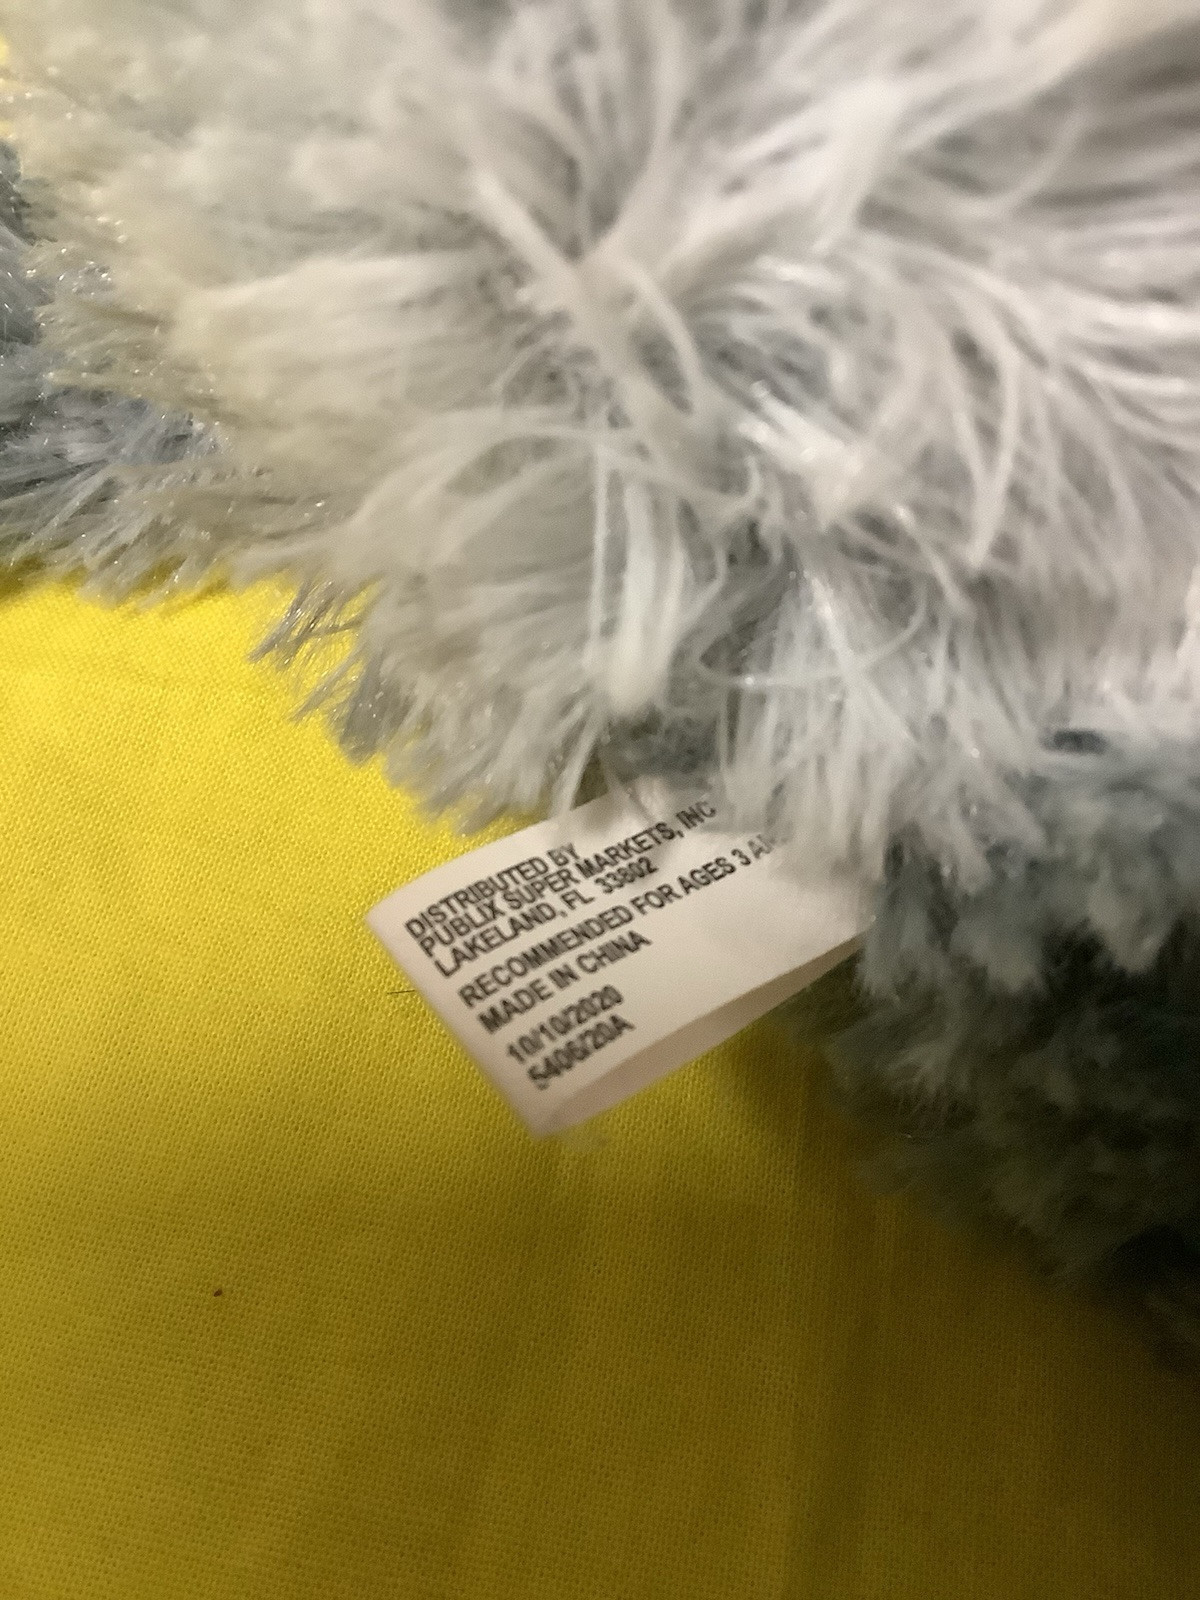 DISTRIBUTED BY
PUBLIX SUPER MARKETS, INC
LAKELAND, FL 33802
RECOMMENDED FOR AGES 3
MADE IN CHINA
10/10/2020
5406/20A